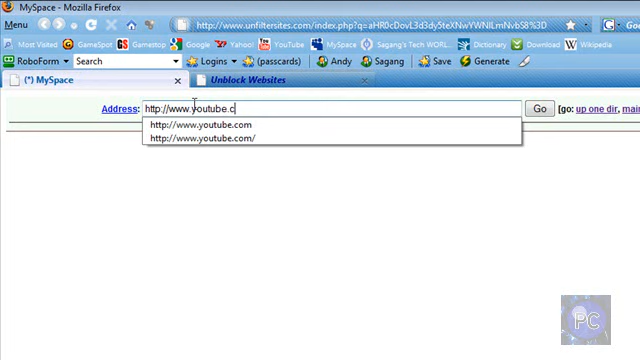 MySpace - Mozilla Firefox
Menu
http://www.unfiltersites.com/index.php?q=aHR0cDovL3d3dy5teXNwYWNlLmNvbS8%3D
Most Visited GameSpot Gamestop Yahoo YouTube MySpace Sagang's Tech WORL... Dictionary Download Wikipedia
RoboForm Search Logins (passcards) Andy Sagang Save Generate
(*) MySpace Unblock Websites
Address: http://www.youtube.c Go [go: up one dir, mai
http://www.youtube.com
http://www.youtube.com/
PC